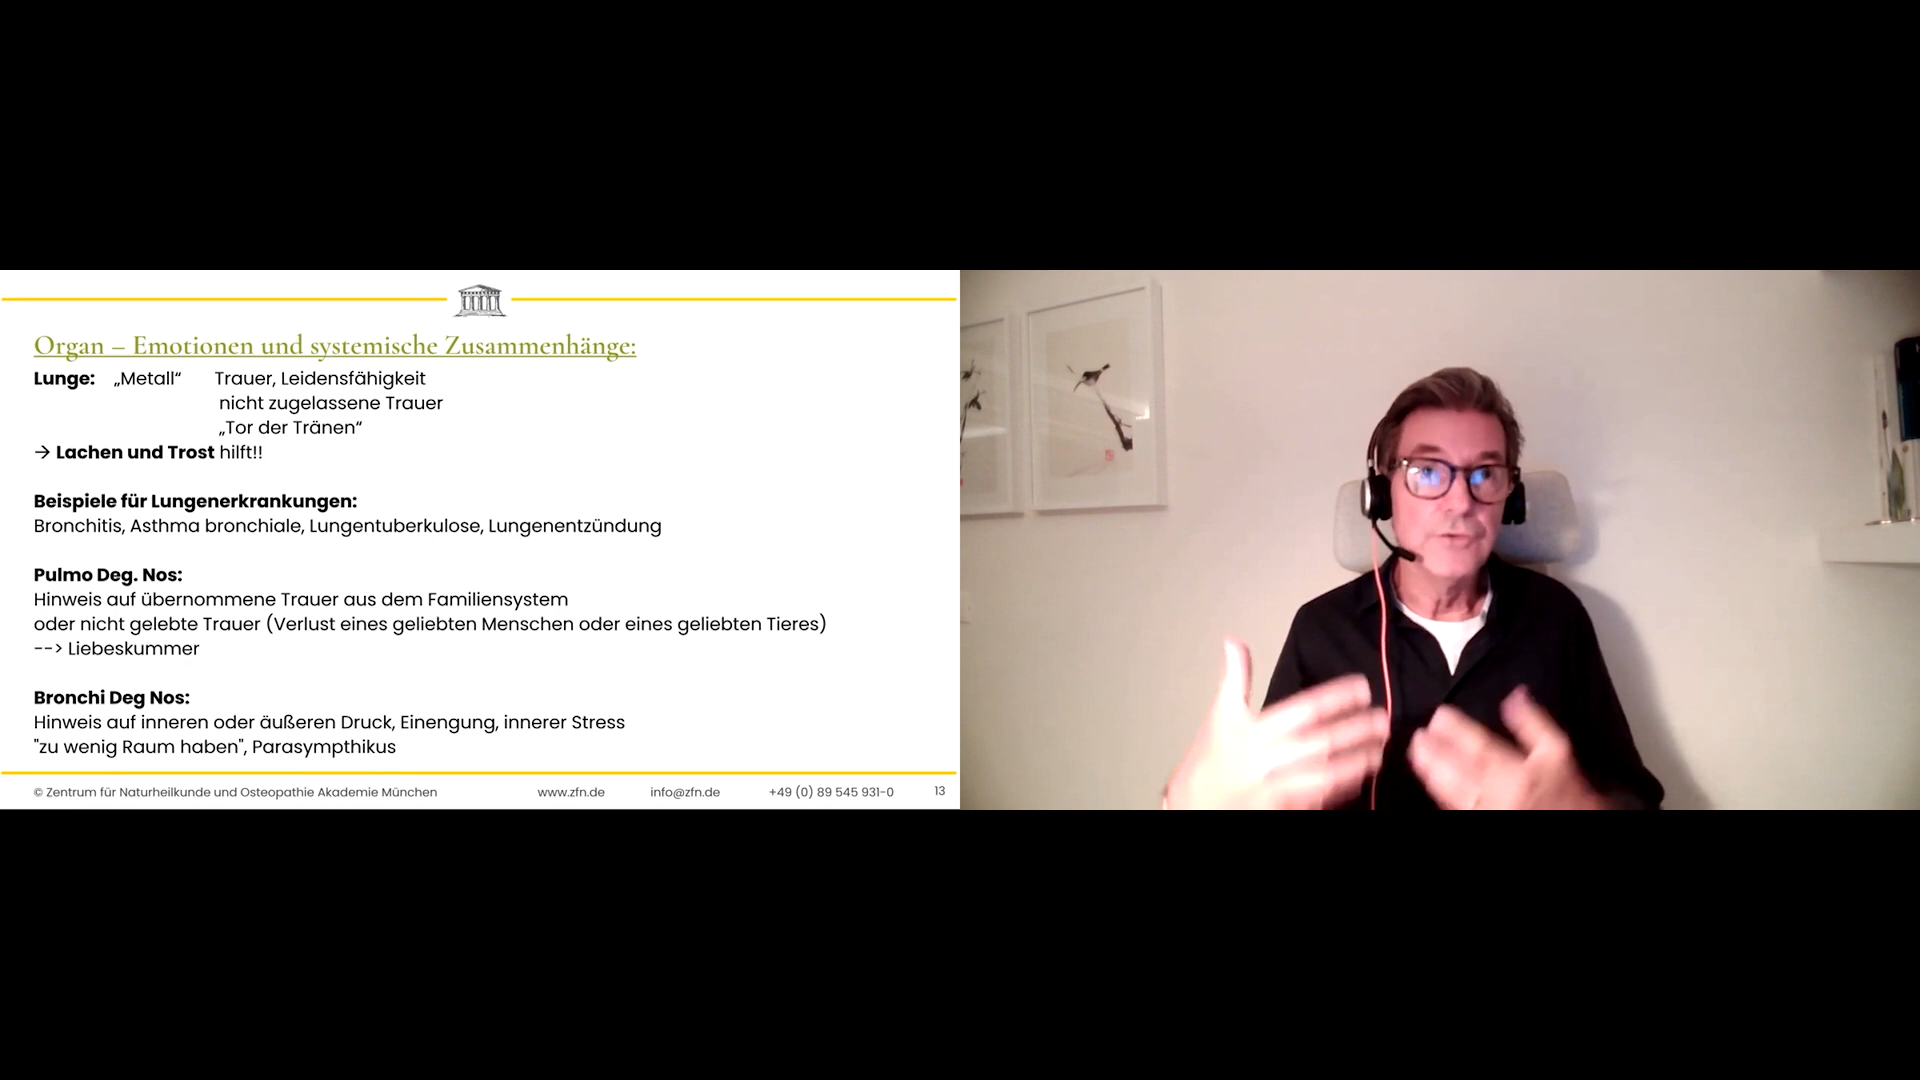 Organ – Emotionen und systemische Zusammenhänge:
Lunge: „Metall“ Trauer, Leidensfähigkeit
nicht zugelassene Trauer
„Tor der Tränen“
→ Lachen und Trost hilft!!
Beispiele für Lungenerkrankungen:
Bronchitis, Asthma bronchiale, Lungentuberkulose, Lungenentzündung
Pulmo Deg. Nos:
Hinweis auf übernommene Trauer aus dem Familiensystem
oder nicht gelebte Trauer (Verlust eines geliebten Menschen oder eines geliebten Tieres)
--> Liebeskummer
Bronchi Deg Nos:
Hinweis auf inneren oder äußeren Druck, Einengung, innerer Stress
"zu wenig Raum haben", Parasympthikus
© Zentrum für Naturheilkunde und Osteopathie Akademie München www.zfn.de info@zfn.de +49 (0) 89 545 931-0 13